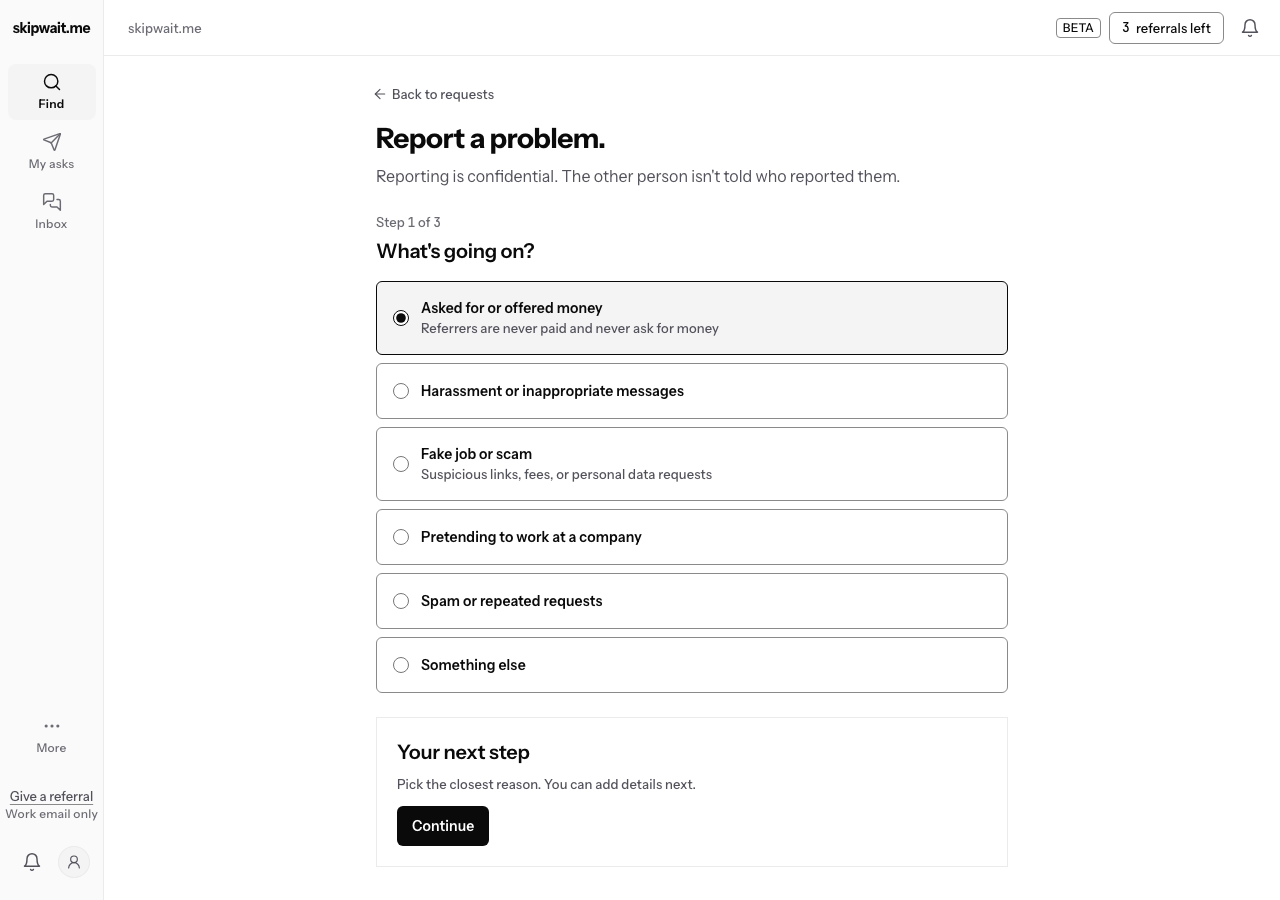 skipwait.me
Find
My asks
Inbox
More
Give a referral
Work email only
skipwait.me
BETA
3 referrals left
Back to requests
Report a problem.
Reporting is confidential. The other person isn't told who reported them.
Step 1 of 3
What's going on?
Asked for or offered money
Referrers are never paid and never ask for money
Harassment or inappropriate messages
Fake job or scam
Suspicious links, fees, or personal data requests
Pretending to work at a company
Spam or repeated requests
Something else
Your next step
Pick the closest reason. You can add details next.
Continue